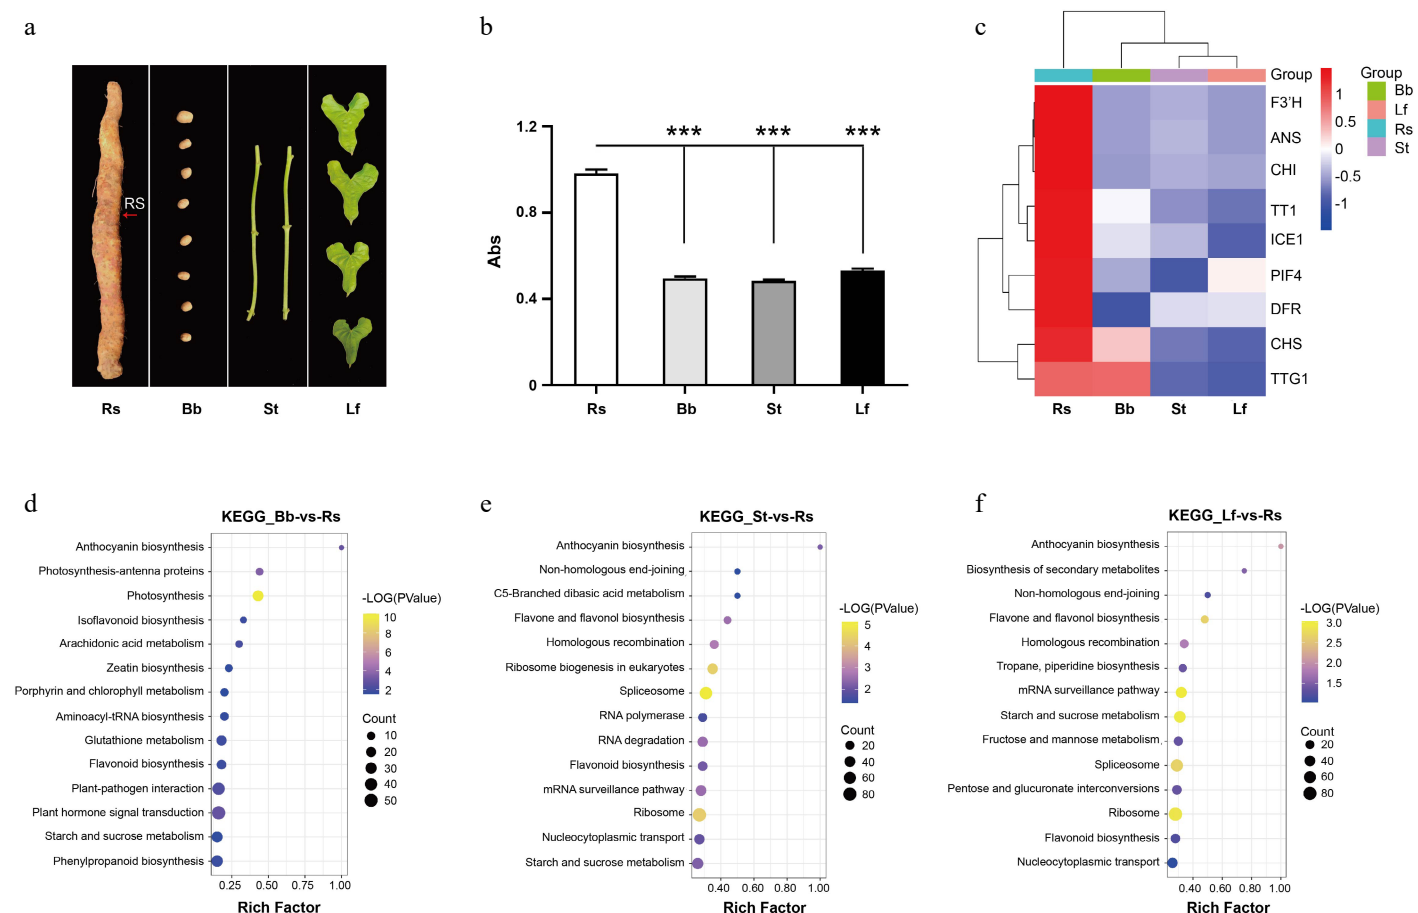 a
RS
Rs Bb St Lf
b
Abs
1.2
0.8
0.4
0
*** *** ***
Rs Bb St Lf
c
Group
F3'H
ANS
CHI
TT1
ICE1
PIF4
DFR
CHS
TTG1
Rs Bb St Lf
1
0.5
0
-0.5
-1
Group
Bb
Lf
Rs
St
d
KEGG_Bb-vs-Rs
Anthocyanin biosynthesis
Photosynthesis-antenna proteins
Photosynthesis
Isoflavonoid biosynthesis
Arachidonic acid metabolism
Zeatin biosynthesis
Porphyrin and chlorophyll metabolism
Aminoacyl-tRNA biosynthesis
Glutathione metabolism
Flavonoid biosynthesis
Plant-pathogen interaction
Plant hormone signal transduction
Starch and sucrose metabolism
Phenylpropanoid biosynthesis
0.25 0.50 0.75 1.00
Rich Factor
-LOG(PValue)
10
8
6
4
2
Count
10
20
30
40
50
e
KEGG_St-vs-Rs
Anthocyanin biosynthesis
Non-homologous end-joining
C5-Branched dibasic acid metabolism
Flavone and flavonol biosynthesis
Homologous recombination
Ribosome biogenesis in eukaryotes
Spliceosome
RNA polymerase
RNA degradation
Flavonoid biosynthesis
mRNA surveillance pathway
Ribosome
Nucleocytoplasmic transport
Starch and sucrose metabolism
0.40 0.60 0.80 1.00
Rich Factor
-LOG(PValue)
5
4
3
2
Count
20
40
60
80
f
KEGG_Lf-vs-Rs
Anthocyanin biosynthesis
Biosynthesis of secondary metabolites
Non-homologous end-joining
Flavone and flavonol biosynthesis
Homologous recombination
Tropane, piperidine biosynthesis
mRNA surveillance pathway
Starch and sucrose metabolism
Fructose and mannose metabolism
Spliceosome
Pentose and glucuronate interconversions
Ribosome
Flavonoid biosynthesis
Nucleocytoplasmic transport
0.40 0.60 0.80 1.00
Rich Factor
-LOG(PValue)
3.0
2.5
2.0
1.5
Count
20
40
60
80